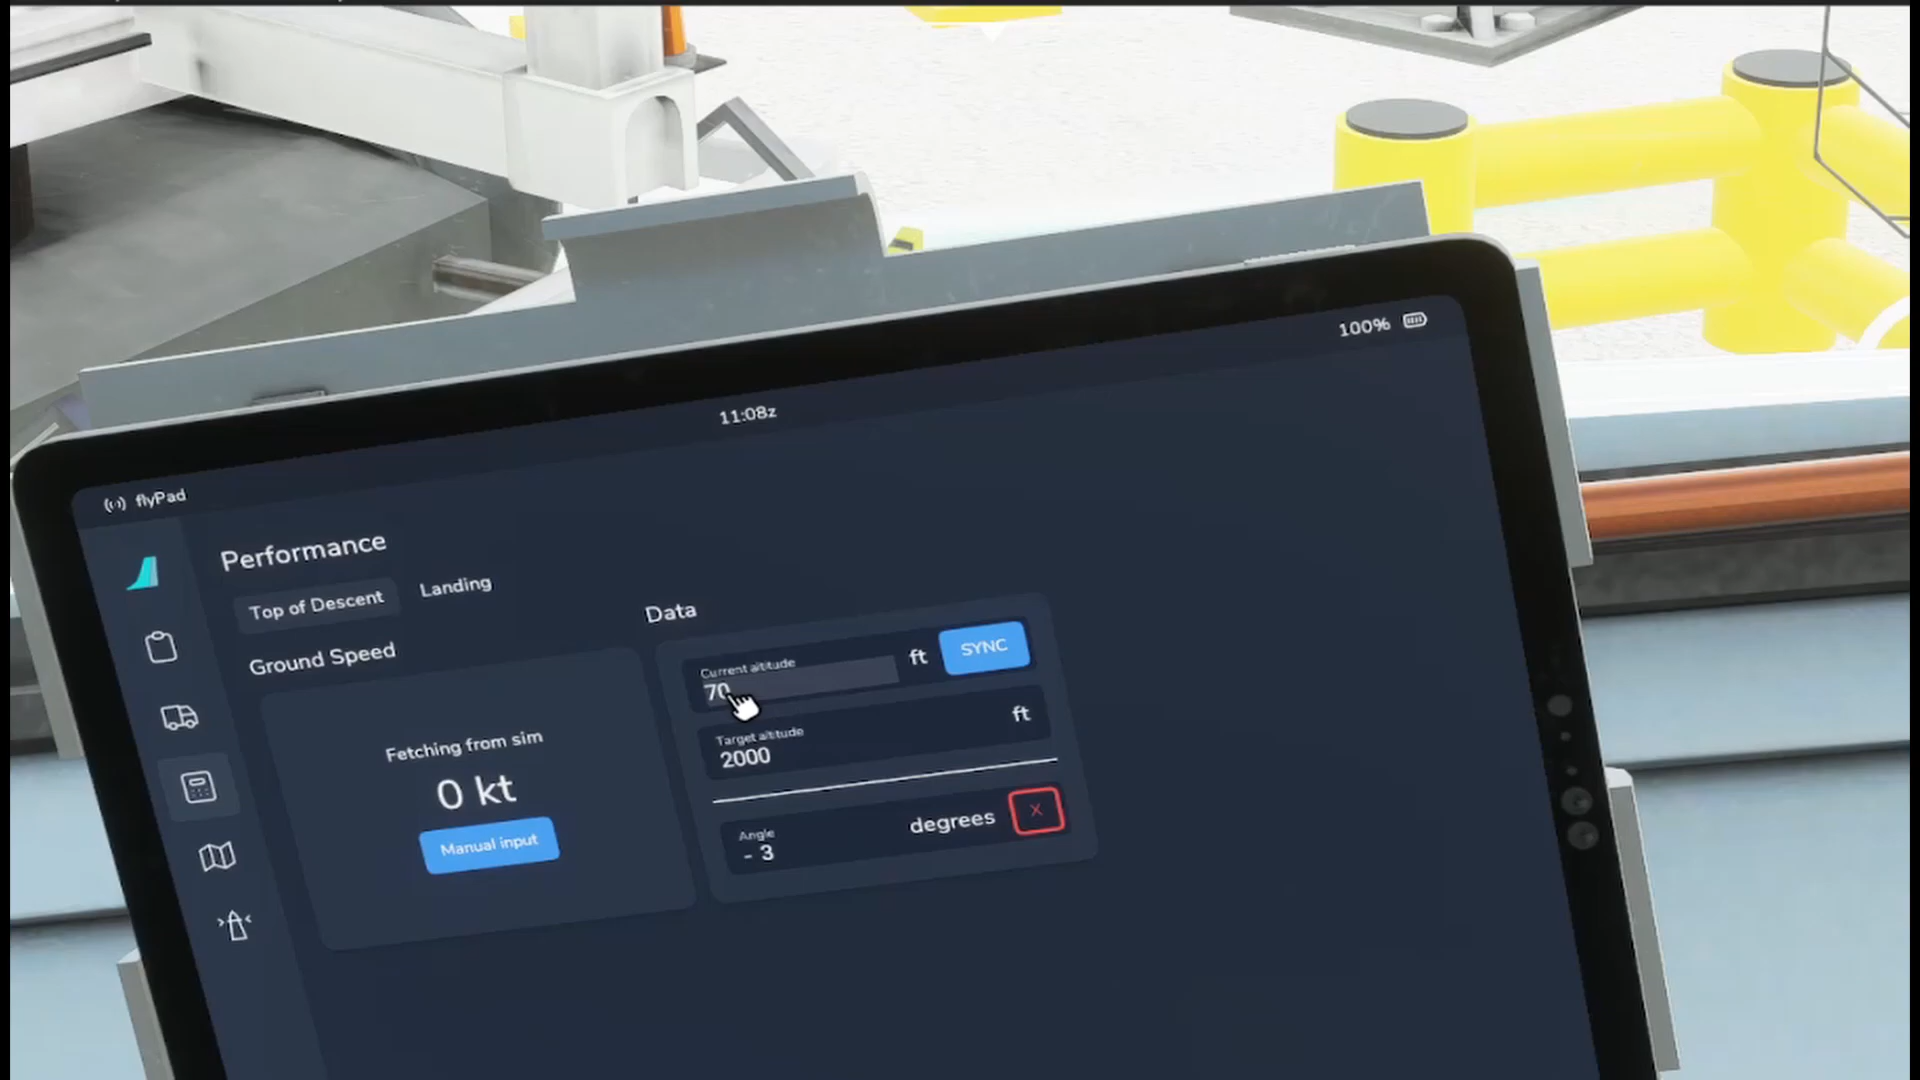 11:08z
100%
flyPad
Performance
Top of Descent
Landing
Ground Speed
Fetching from sim
0 kt
Manual input
Data
Current altitude
70
ft
SYNC
Target altitude
2000
ft
Angle
- 3
degrees
X